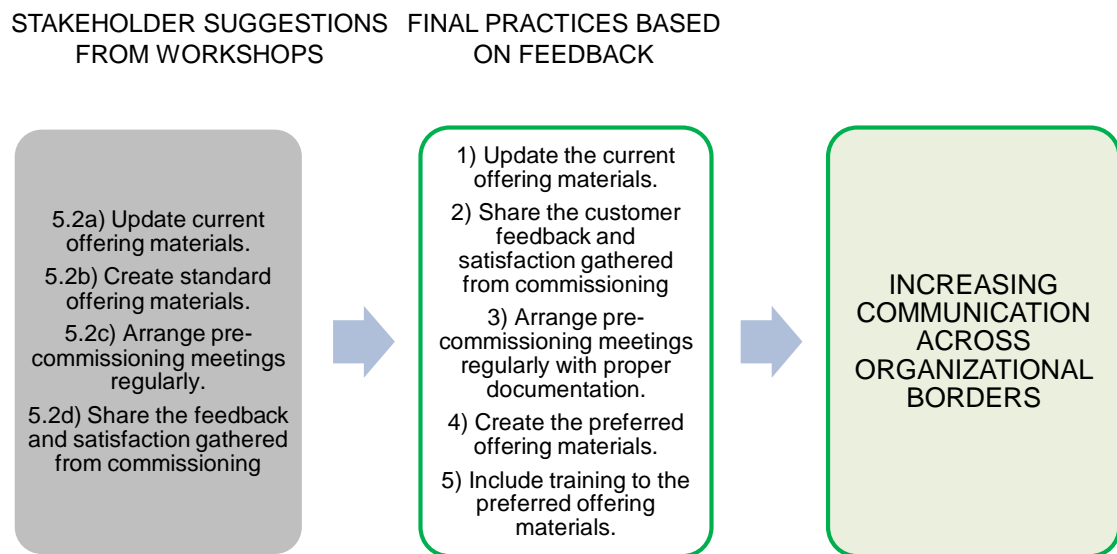 STAKEHOLDER SUGGESTIONS
FROM WORKSHOPS
FINAL PRACTICES BASED
ON FEEDBACK
5.2a) Update current
offering materials.
5.2b) Create standard
offering materials.
5.2c) Arrange pre-
commissioning meetings
regularly.
5.2d) Share the feedback
and satisfaction gathered
from commissioning
1) Update the current
offering materials.
2) Share the customer
feedback and
satisfaction gathered
from commissioning
3) Arrange pre-
commissioning meetings
regularly with proper
documentation.
4) Create the preferred
offering materials.
5) Include training to the
preferred offering
materials.
INCREASING
COMMUNICATION
ACROSS
ORGANIZATIONAL
BORDERS